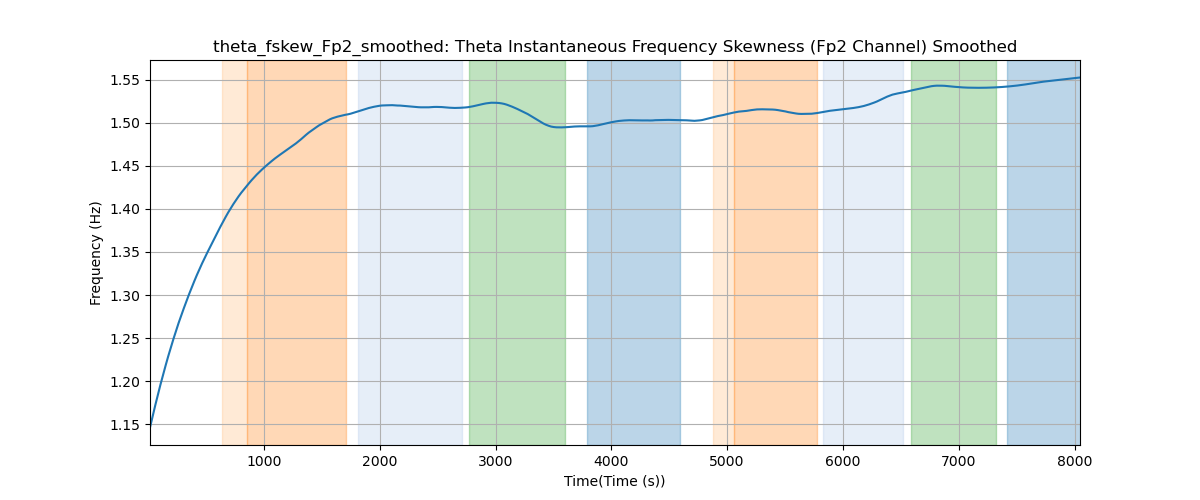 theta_fskew_Fp2_smoothed: Theta Instantaneous Frequency Skewness (Fp2 Channel) Smoothed
Frequency (Hz)
1.55
1.50
1.45
1.40
1.35
1.30
1.25
1.20
1.15
1000 2000 3000 4000 5000 6000 7000 8000
Time(Time (s))